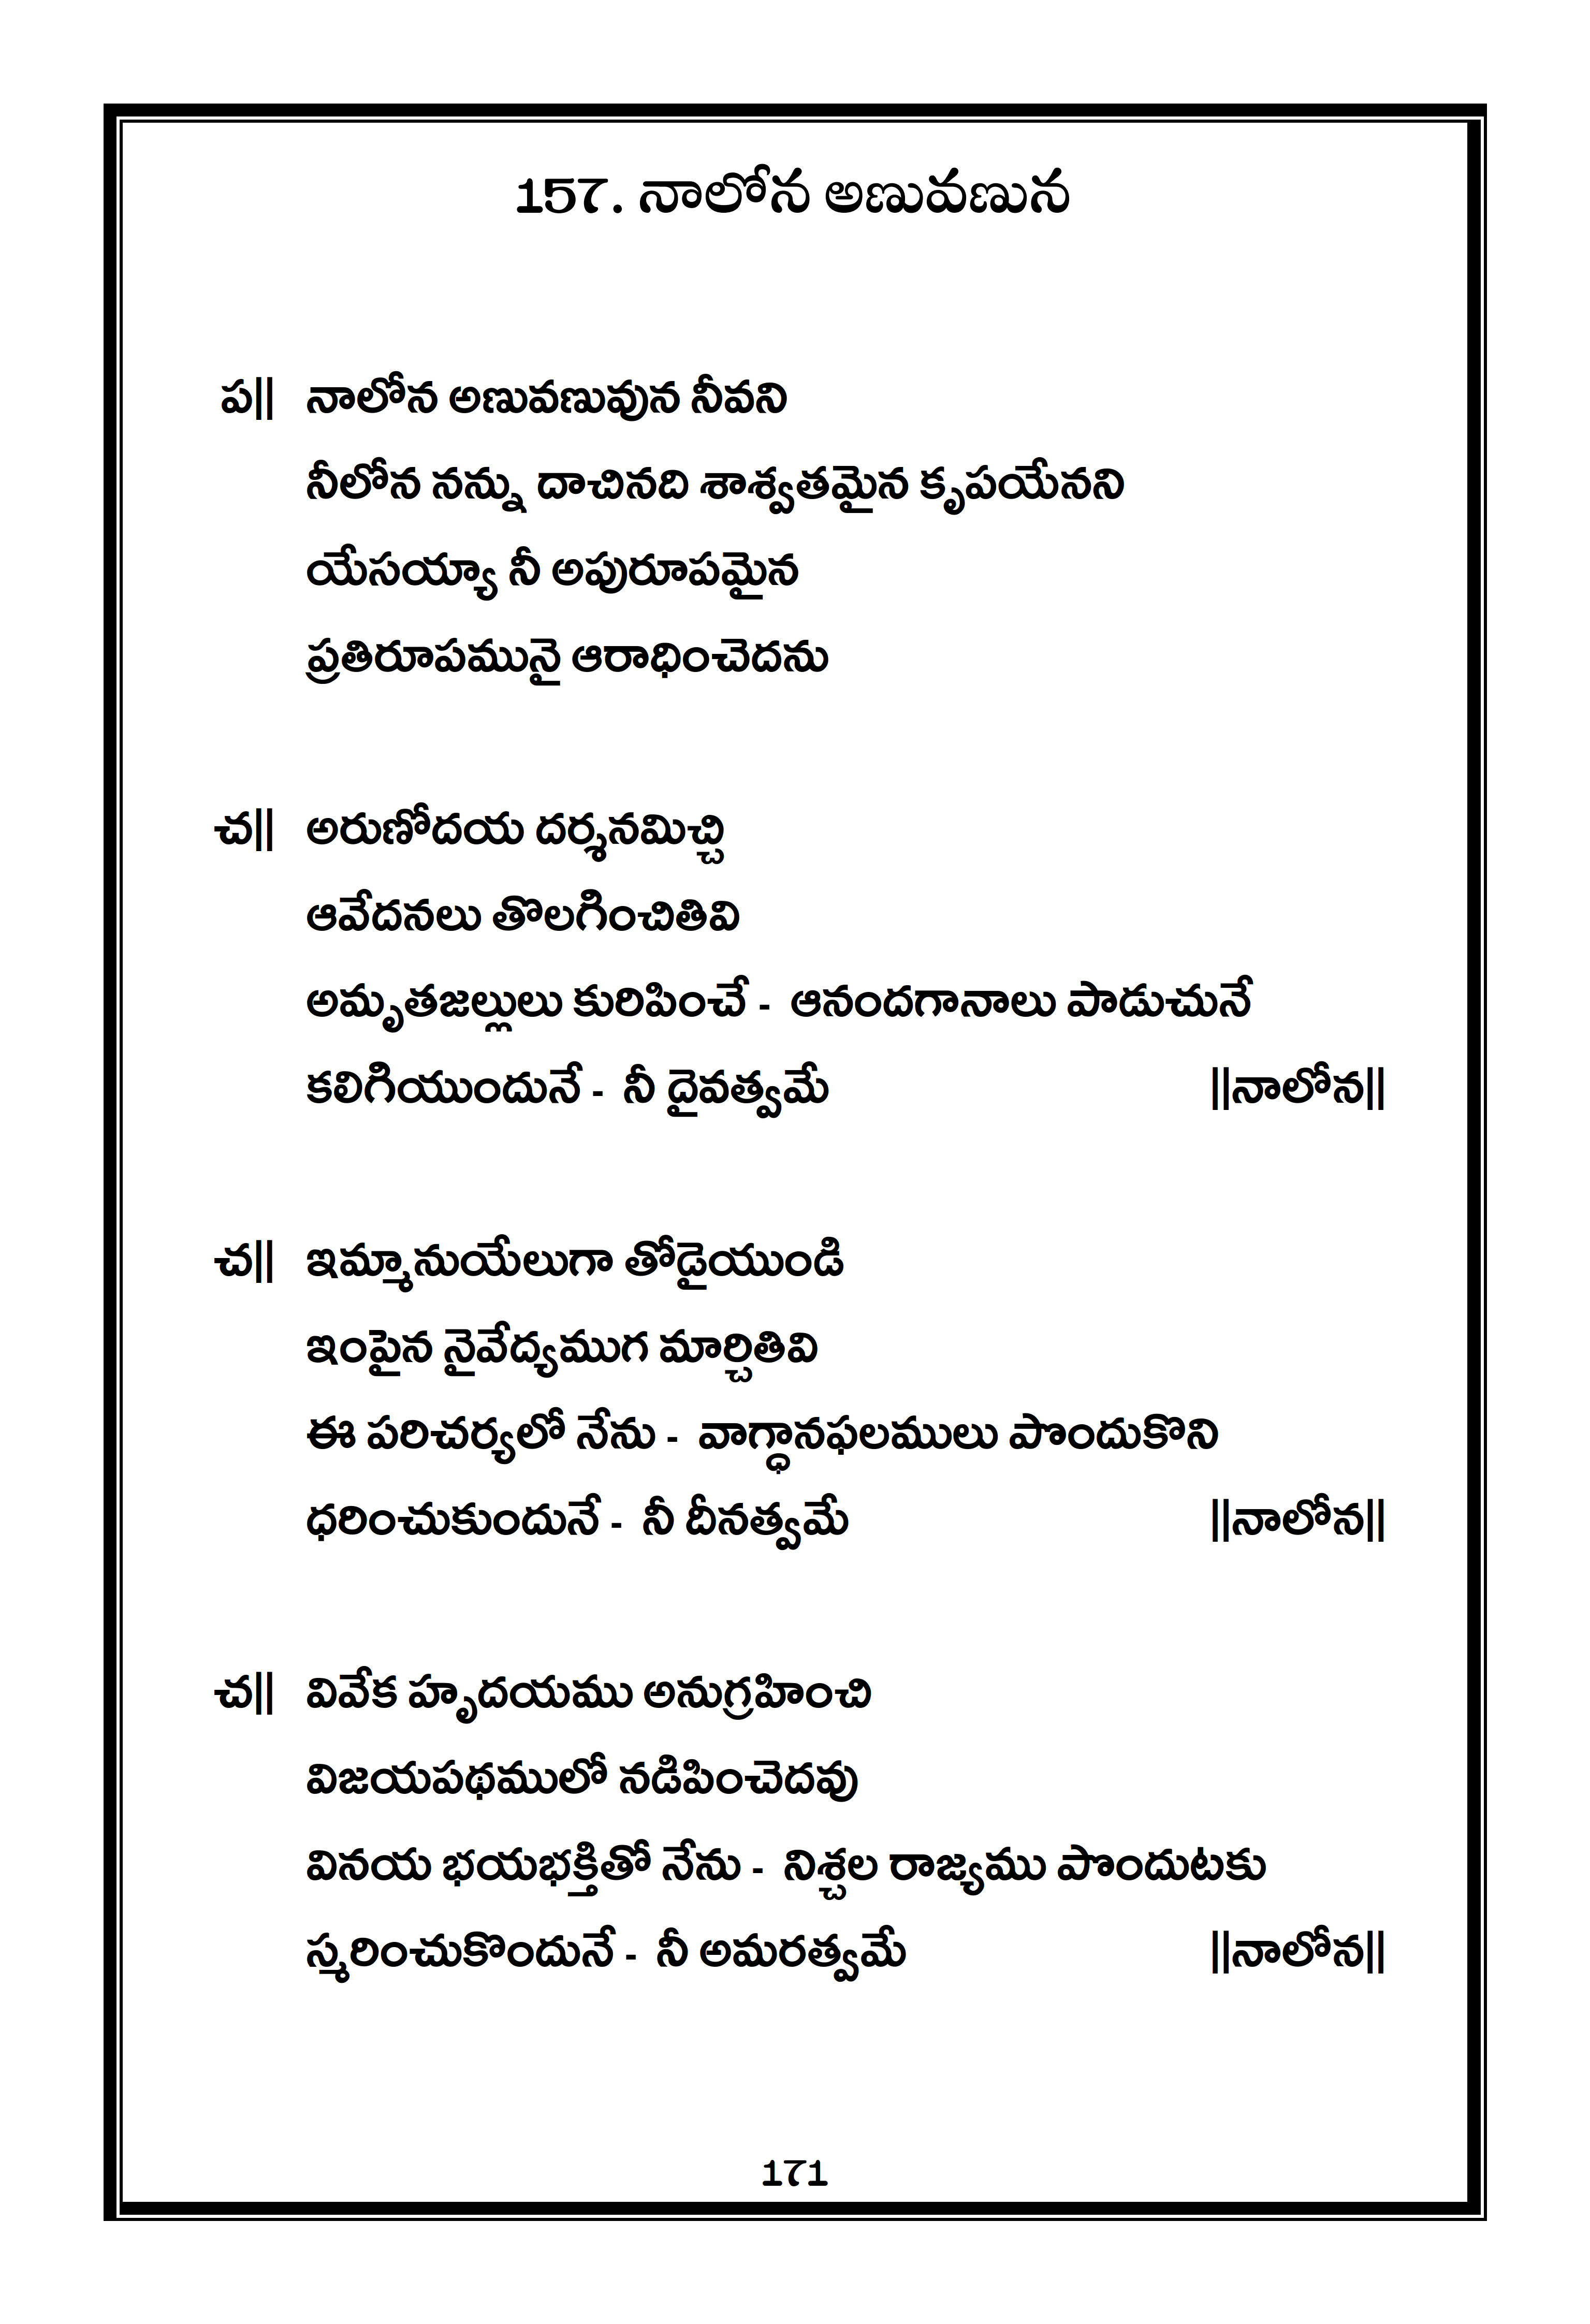 157. నాలోన అణువణున
ప|| నాలోన అణువణువున నీవని
నీలోన నన్ను దాచినది శాశ్వతమైన కృపయేనని
యేసయ్యా నీ అపురూపమైన
ప్రతిరూపమునై ఆరాధించెదను
చ|| అరుణోదయ దర్శనమిచ్చి
ఆవేదనలు తొలగించితివి
అమృతజల్లులు కురిపించే - ఆనందగానాలు పాడుచునే
కలిగియుందునే - నీ దైవత్వమే ||నాలోన||
చ|| ఇమ్మానుయేలుగా తోడైయుండి
ఇంపైన నైవేద్యముగ మార్చితివి
ఈ పరిచర్యలో నేను - వాగ్ధానఫలములు పొందుకొని
ధరించుకుందునే - నీ దీనత్వమే ||నాలోన||
చ|| వివేక హృదయము అనుగ్రహించి
విజయపథములో నడిపించెదవు
వినయ భయభక్తితో నేను - నిశ్చల రాజ్యము పొందుటకు
స్మరించుకొందునే - నీ అమరత్వమే ||నాలోన||
171